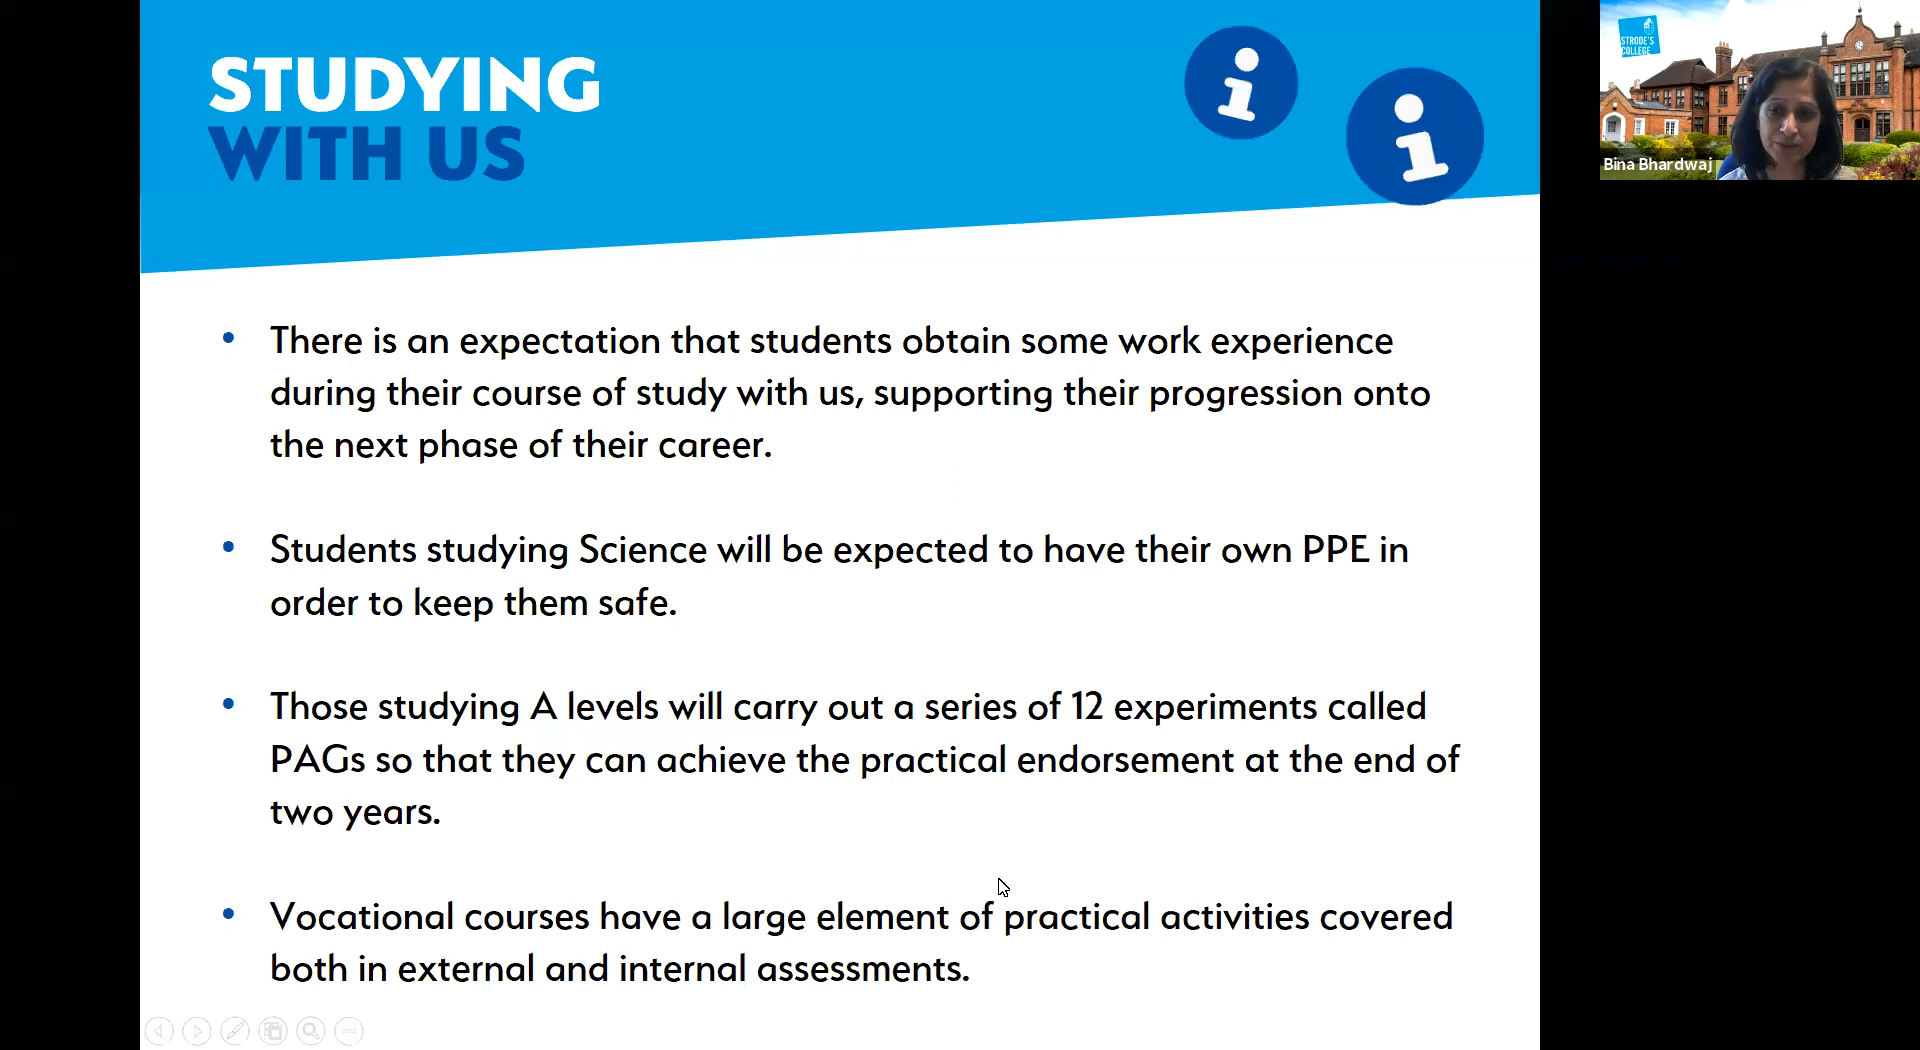 STUDYING
WITH US
STRODE'S
COLLEGE
Bina Bhardwaj
• There is an expectation that students obtain some work experience
during their course of study with us, supporting their progression onto
the next phase of their career.
• Students studying Science will be expected to have their own PPE in
order to keep them safe.
• Those studying A levels will carry out a series of 12 experiments called
PAGs so that they can achieve the practical endorsement at the end of
two years.
• Vocational courses have a large element of practical activities covered
both in external and internal assessments.